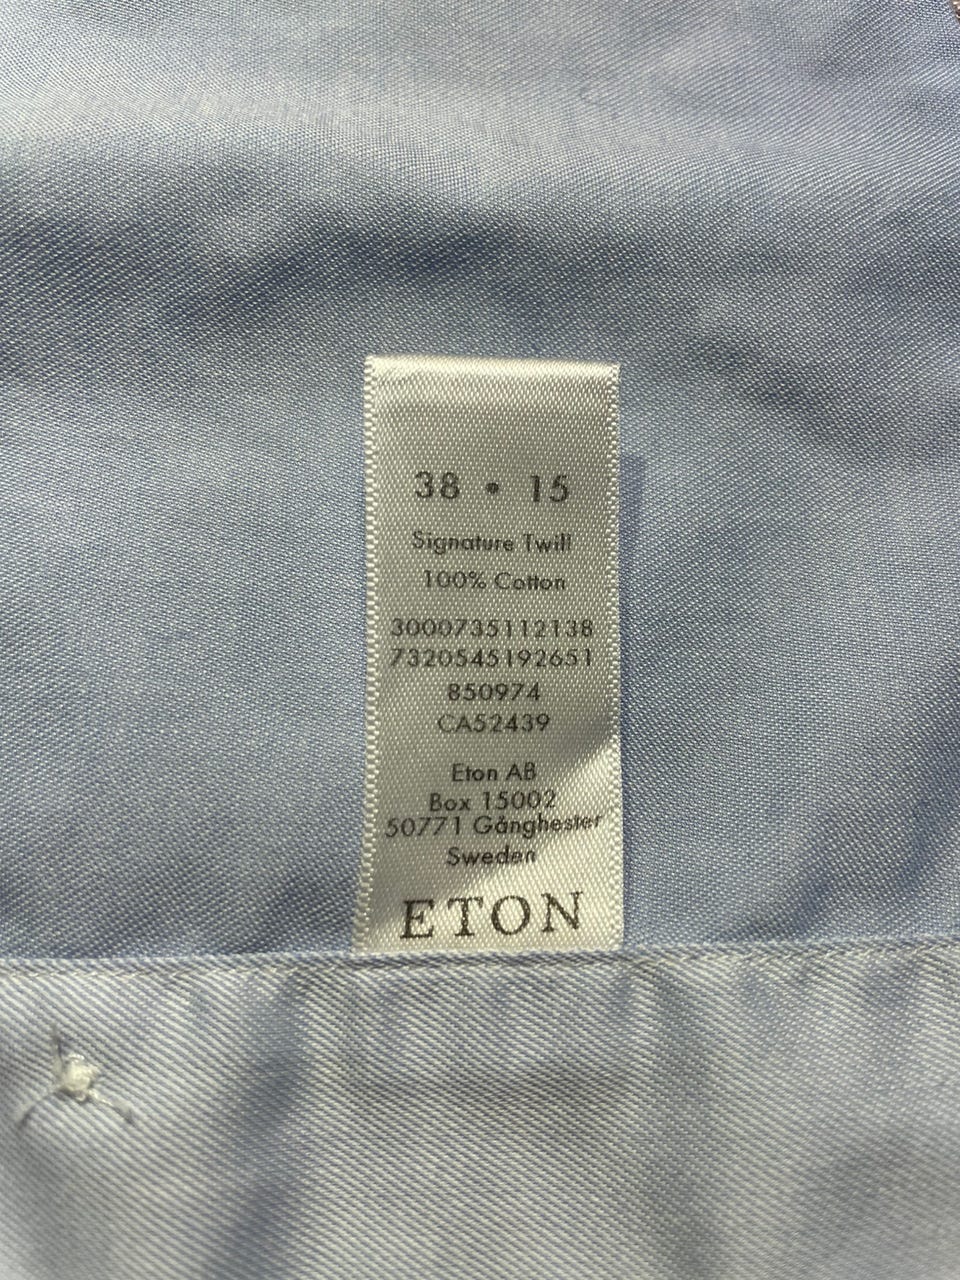 38 • 15
Signature Twill
100% Cotton
3000735112138
7320545192651
850974
CA52439
Eton AB
Box 15002
50771 Gånghester
Sweden
ETON